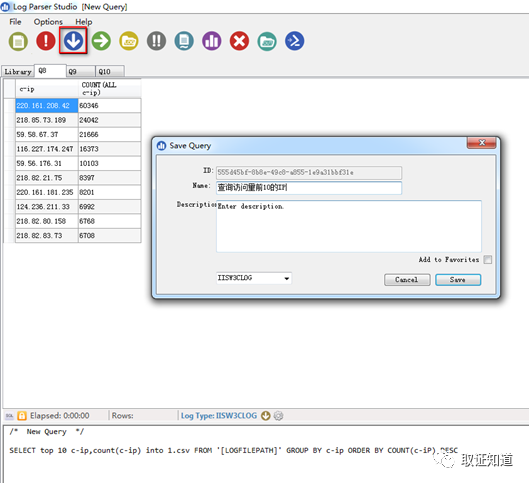 Log Parser Studio [New Query]
File Options Help
Library Q8 Q9 Q10
c-ip COUNT(ALL c-ip)
220.161.208.42 60346
218.85.73.189 24042
59.58.67.37 21666
116.227.174.247 16373
59.56.176.31 10103
218.82.21.75 8397
220.161.181.235 8201
124.236.211.33 6992
218.82.80.158 6768
218.82.83.73 6708
Save Query
ID: 555d45bf-8b8e-49c8-a855-1e9a31bbf31e
Name: 查询访问量前10的IP
Description Enter description.
Add to Favorites
IISW3CLOG Cancel Save
Elapsed: 0:00:00 Rows: Log Type: IISW3CLOG
/* New Query */
SELECT top 10 c-ip,count(c-ip) into 1.csv FROM '[LOGFILEPATH]' GROUP BY c-ip ORDER BY COUNT(c-ip) DESC
取证知道